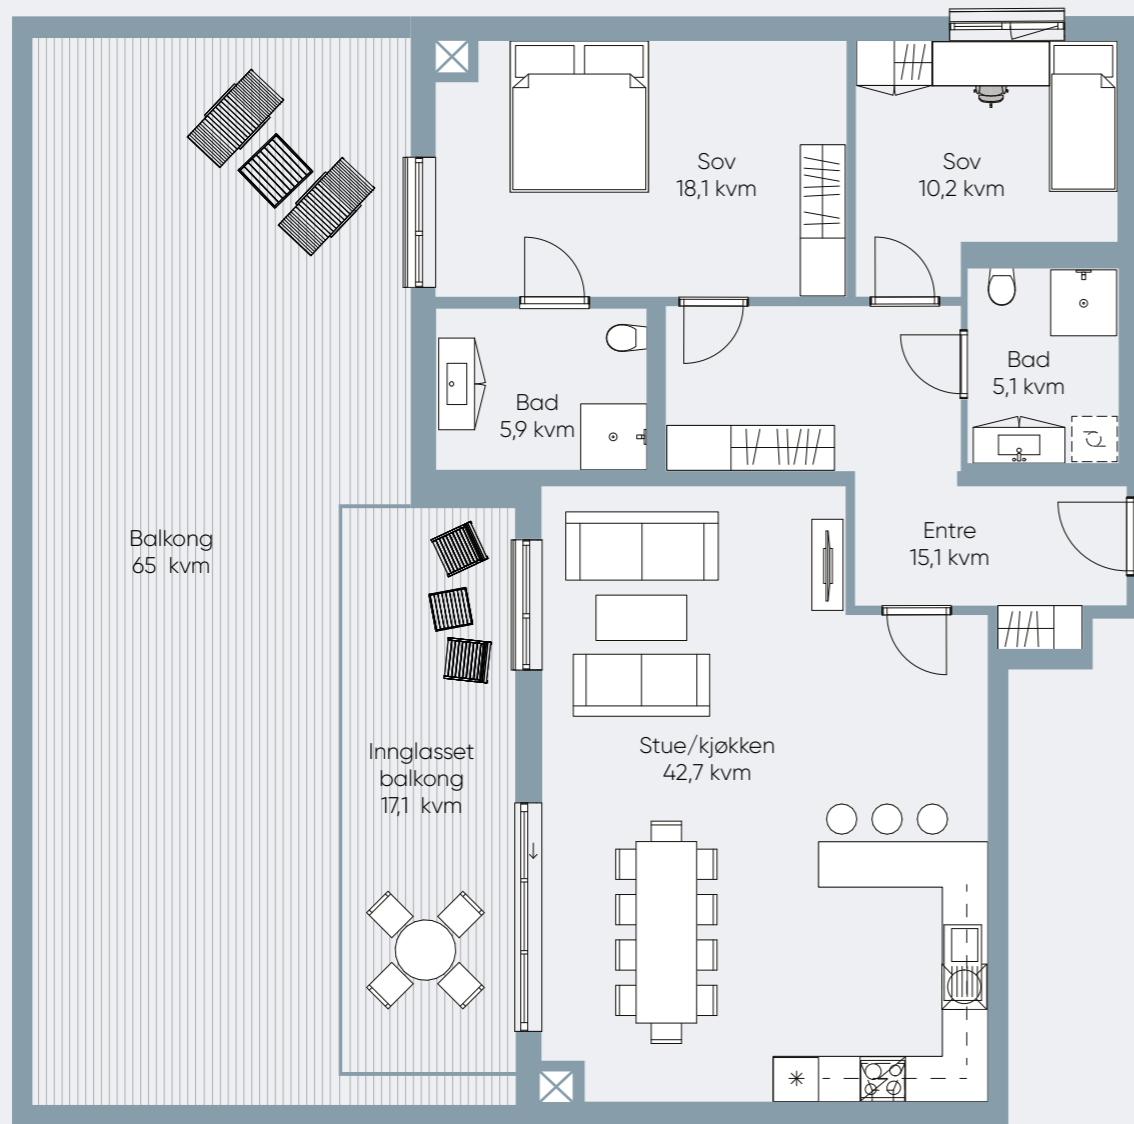 Sov
18,1 kvm
Sov
10,2 kvm
Bad
5,9 kvm
Bad
5,1 kvm
Balkong
65 kvm
Entre
15,1 kvm
Innglasset
balkong
17,1 kvm
Stue/kjøkken
42,7 kvm